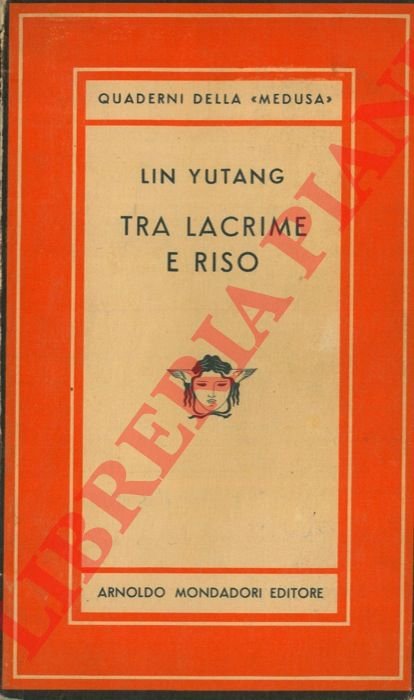 QUADERNI DELLA «MEDUSA»
LIN YUTANG
TRA LACRIME
E RISO
ARNOLDO MONDADORI EDITORE
LIBRERIA PIANI